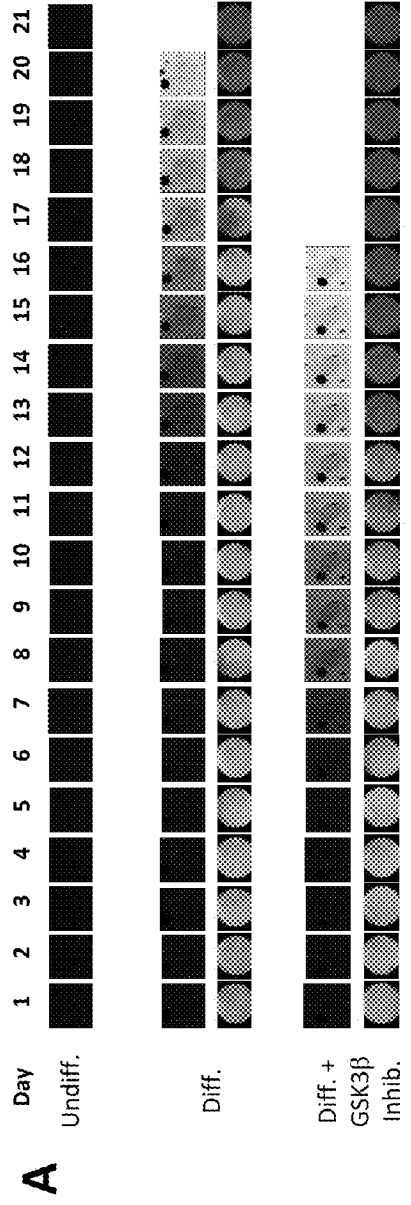 A
Day 1 2 3 4 5 6 7 8 9 10 11 12 13 14 15 16 17 18 19 20 21
Undiff.
Diff.
Diff. +
GSK3β
Inhib.